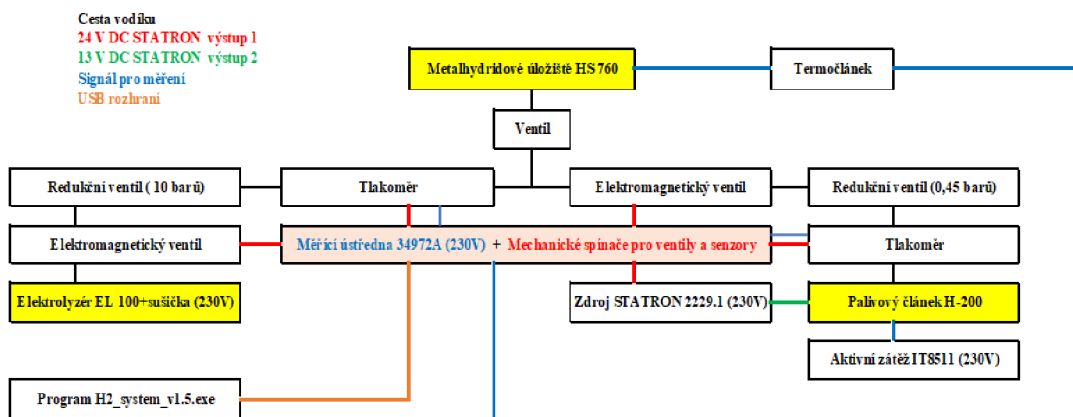 Cesta vodíku
24 V DC STATRON výstup 1
13 V DC STATRON výstup 2
Signál pro měření
USB rozhraní
Metalhydridové úložiště HS 760
Termočlánek
Ventil
Redukční ventil ( 10 barů)
Tlakoměr
Elektromagnetický ventil
Redukční ventil (0,45 barů)
Elektromagnetický ventil
Měřící ústředna 34972A (230V) + Mechanické spínače pro ventily a senzory
Tlakoměr
Elektrolyzér EL 100+sušička (230V)
Zdroj STATRON 2229.1 (230V)
Palivový článek H-200
Aktivní zátěž IT8511 (230V)
Program H2_system_v1.5.exe